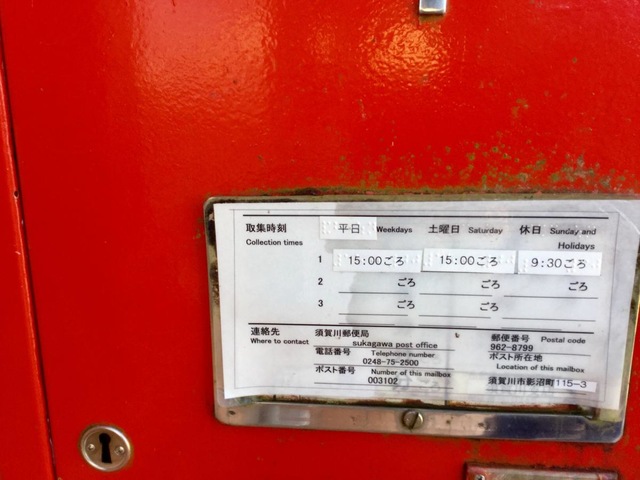 取集時刻 平日 Weekdays 土曜日 Saturday 休日 Sunday and
Collection times Holidays
1 15:00ごろ 15:00ごろ 9:30ごろ
2 ごろ ごろ ごろ
3 ごろ ごろ
連絡先 須賀川郵便局 郵便番号 Postal code
Where to contact sukagawa post office 962-8799
電話番号 Telephone number ポスト所在地
0248-75-2500 Location of this mailbox
ポスト番号 Number of this mailbox
003102 須賀川市影沼町115-3